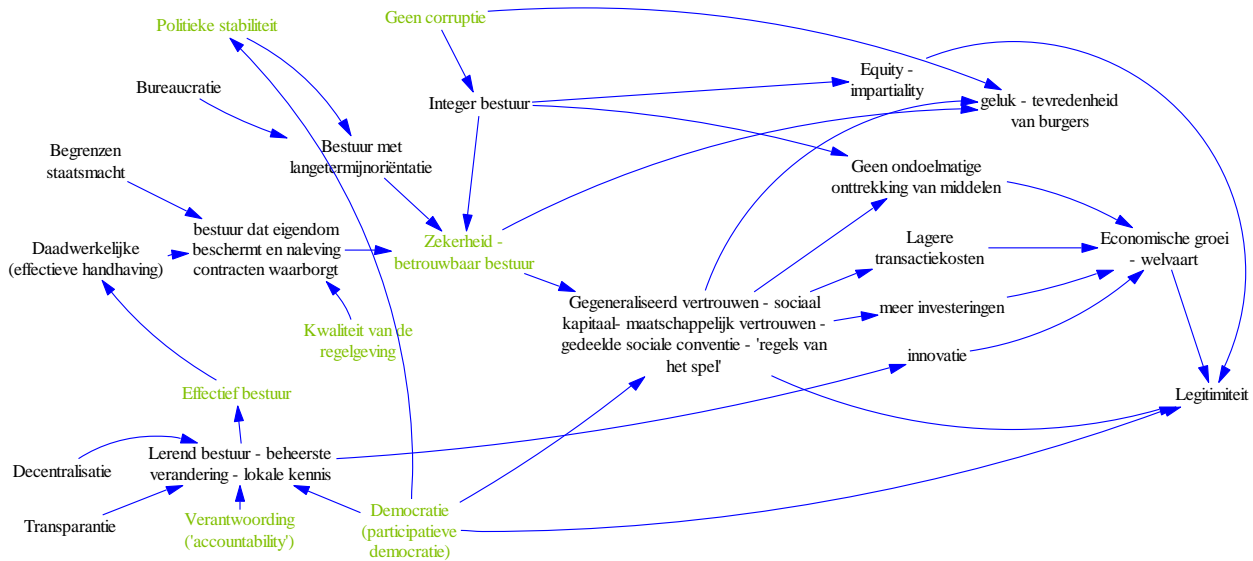 Politieke stabiliteit
Geen corruptie
Bureaucratie
Integer bestuur
Equity -
impartiality
geluk - tevredenheid
van burgers
Begrenzen
staatsmacht
Bestuur met
langetermijnoriëntatie
Geen ondoelmatige
onttrekking van middelen
Daadwerkelijke
(effectieve handhaving)
bestuur dat eigendom
beschermt en naleving
contracten waarborgt
Zekerheid -
betrouwbaar bestuur
Lagere
transactiekosten
Economische groei
- welvaart
Gegeneraliseerd vertrouwen - sociaal
kapitaal- maatschappelijk vertrouwen -
gedeelde sociale conventie - 'regels van
het spel'
meer investeringen
Kwaliteit van de
regelgeving
innovatie
Effectief bestuur
Legitimiteit
Decentralisatie
Lerend bestuur - beheerste
verandering - lokale kennis
Transparantie
Verantwoording
('accountability')
Democratie
(participatieve
democratie)